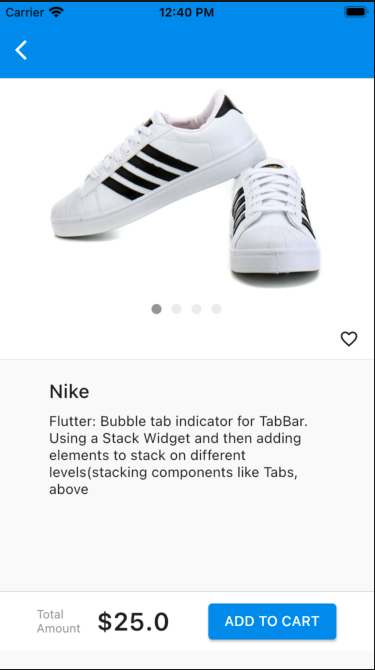 Carrier 12:40 PM
Nike
Flutter: Bubble tab indicator for TabBar.
Using a Stack Widget and then adding
elements to stack on different
levels(stacking components like Tabs,
above
Total
Amount
$25.0
ADD TO CART